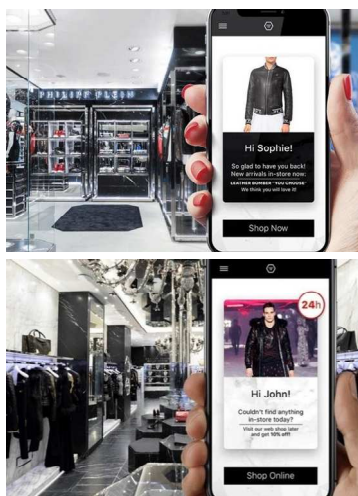 PHILIPP PLEIN
Hi Sophie!
So glad to have you back!
New arrivals in-store now:
LEATHER BOMBER "YOU CHOOSE"
We think you will love it!
Shop Now
24h
Hi John!
Couldn't find anything
in-store today?
Visit our web shop later
and get 10% off!
Shop Online